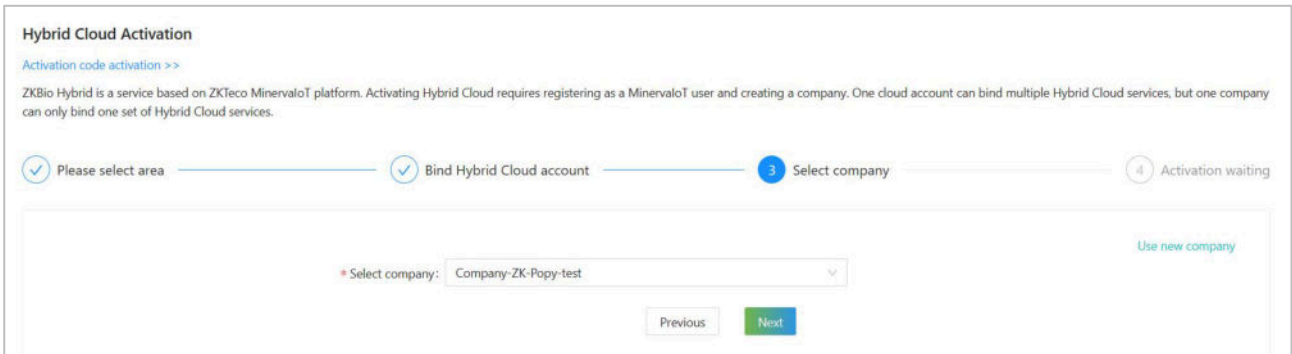 Hybrid Cloud Activation
Activation code activation >>
ZKBio Hybrid is a service based on ZKTeco MinervaIoT platform. Activating Hybrid Cloud requires registering as a MinervaIoT user and creating a company. One cloud account can bind multiple Hybrid Cloud services, but one company
can only bind one set of Hybrid Cloud services.
Please select area
Bind Hybrid Cloud account
3 Select company
4 Activation waiting
Use new company
* Select company: Company-ZK-Popy-test
Previous Next